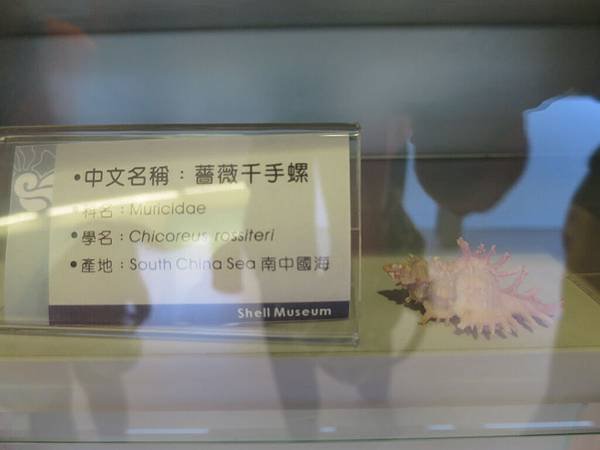 •中文名稱：薔薇千手螺
•科名：Muricidae
•學名：Chicoreus rossiteri
•產地：South China Sea 南中國海
Shell Museum